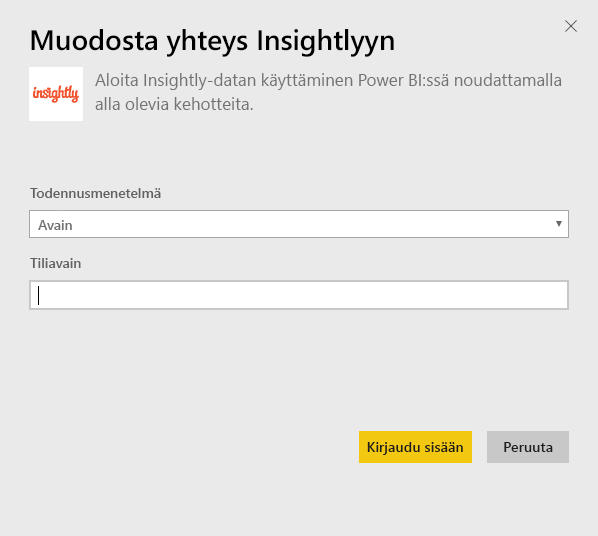 Muodosta yhteys Insightlyyn
insightly
Aloita Insightly-datan käyttäminen Power BI:ssä noudattamalla
alla olevia kehotteita.
Todennusmenetelmä
Avain
Tiliavain
Kirjaudu sisään
Peruuta